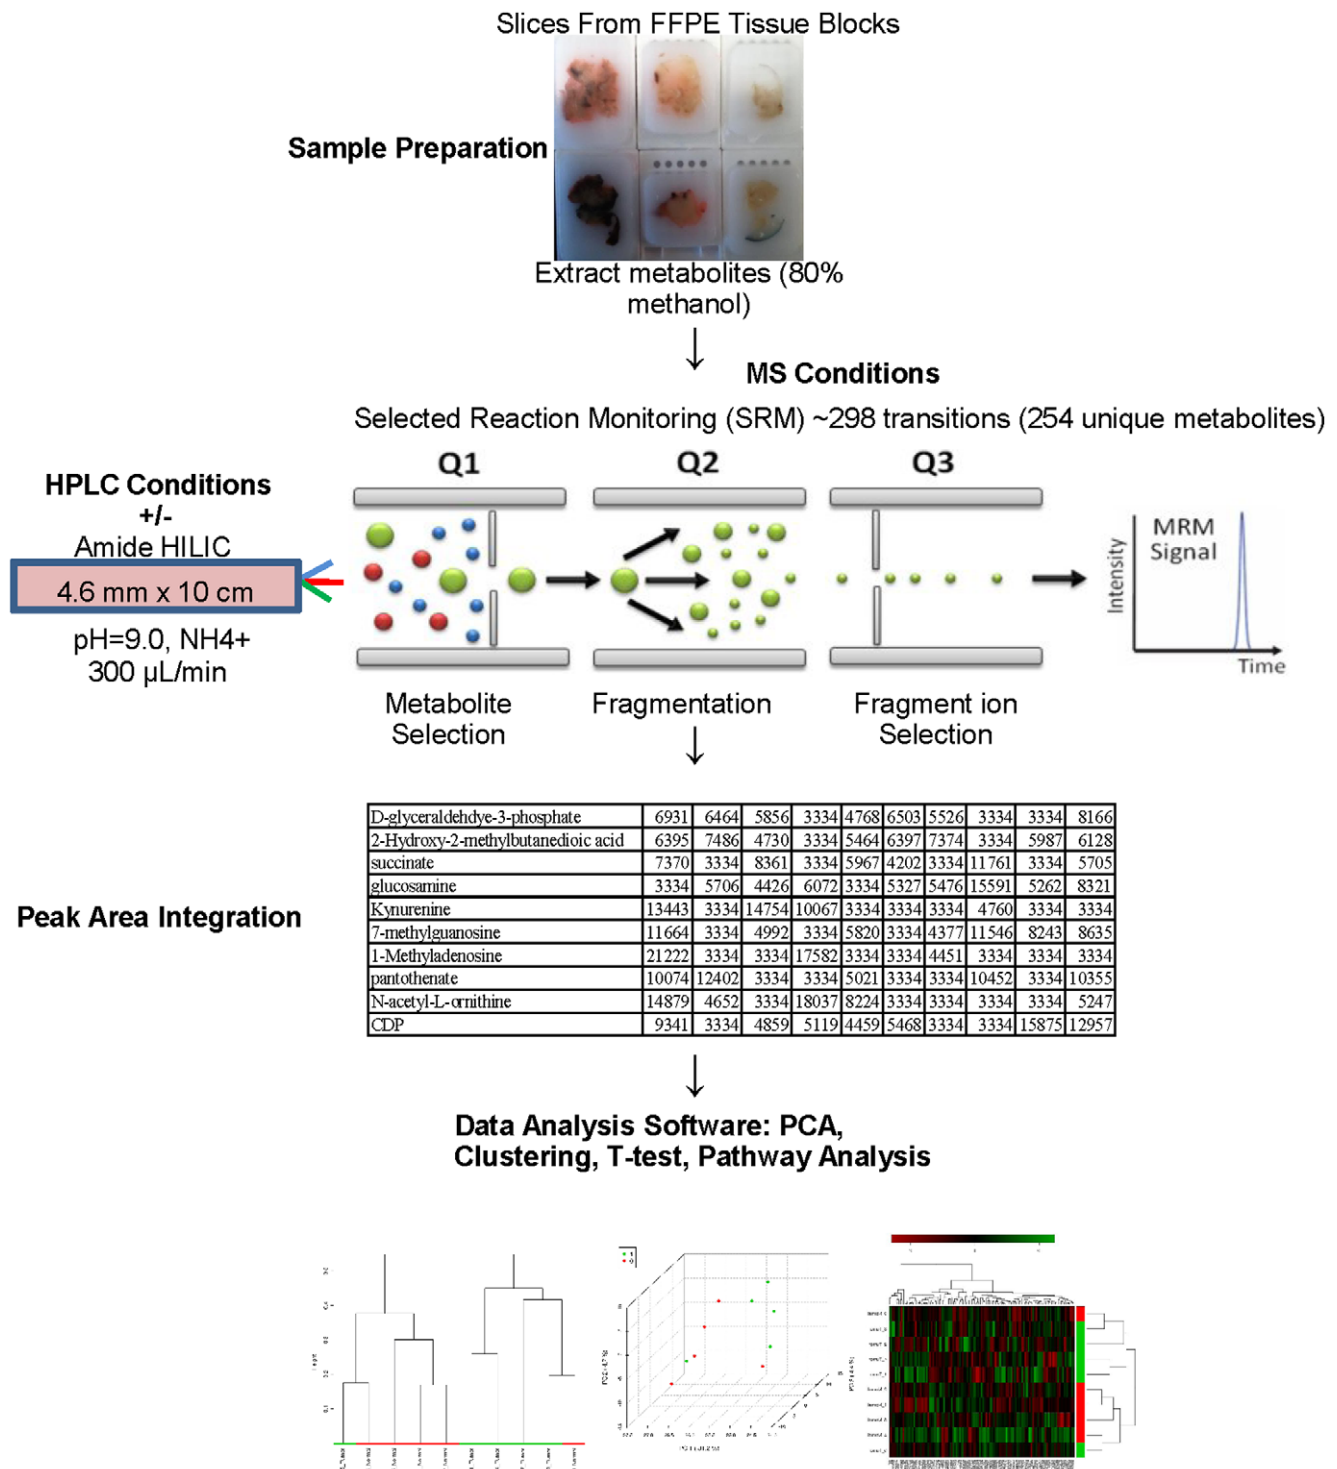 Slices From FFPE Tissue Blocks
Sample Preparation
Extract metabolites (80%
methanol)
MS Conditions
Selected Reaction Monitoring (SRM) ~298 transitions (254 unique metabolites)
HPLC Conditions
+/-
Amide HILIC
4.6 mm x 10 cm
pH=9.0, NH4+
300 µL/min
Q1
Q2
Q3
Metabolite
Selection
Fragmentation
Fragment ion
Selection
MRM
Signal
Intensity
Time
Peak Area Integration
D-glyceraldehdye-3-phosphate 6931 6464 5856 3334 4768 6503 5526 3334 3334 8166
2-Hydroxy-2-methylbutanedioic acid 6395 7486 4730 3334 5464 6397 7374 3334 5987 6128
succinate 7370 3334 8361 3334 5967 4202 3334 11761 3334 5705
glucosamine 3334 5706 4426 6072 3334 5327 5476 15591 5262 8321
Kynurenine 13443 3334 14754 10067 3334 3334 3334 4760 3334 3334
7-methylguanosine 11664 3334 4992 3334 5820 3334 4377 11546 8243 8635
1-Methyladenosine 21222 3334 3334 17582 3334 3334 4451 3334 3334 3334
pantothenate 10074 12402 3334 3334 5021 3334 3334 10452 3334 10355
N-acetyl-L-ornithine 14879 4652 3334 18037 8224 3334 3334 3334 3334 5247
CDP 9341 3334 4859 5119 4459 5468 3334 3334 15875 12957
Data Analysis Software: PCA,
Clustering, T-test, Pathway Analysis